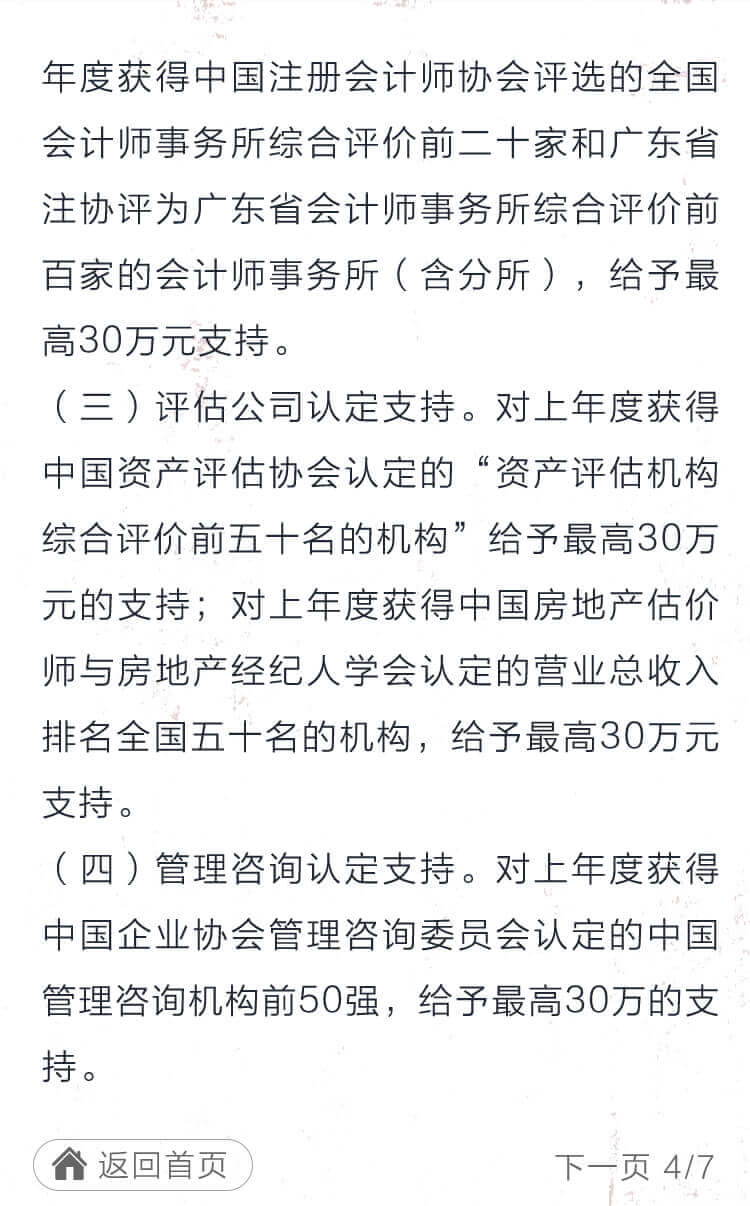 年度获得中国注册会计师协会评选的全国
会计师事务所综合评价前二十家和广东省
注协评为广东省会计师事务所综合评价前
百家的会计师事务所（含分所），给予最
高30万元支持。
（三）评估公司认定支持。对上年度获得
中国资产评估协会认定的“资产评估机构
综合评价前五十名的机构”给予最高30万
元的支持；对上年度获得中国房地产估价
师与房地产经纪人学会认定的营业总收入
排名全国五十名的机构，给予最高30万元
支持。
（四）管理咨询认定支持。对上年度获得
中国企业协会管理咨询委员会认定的中国
管理咨询机构前50强，给予最高30万的支
持。
返回首页
下一页 4/7